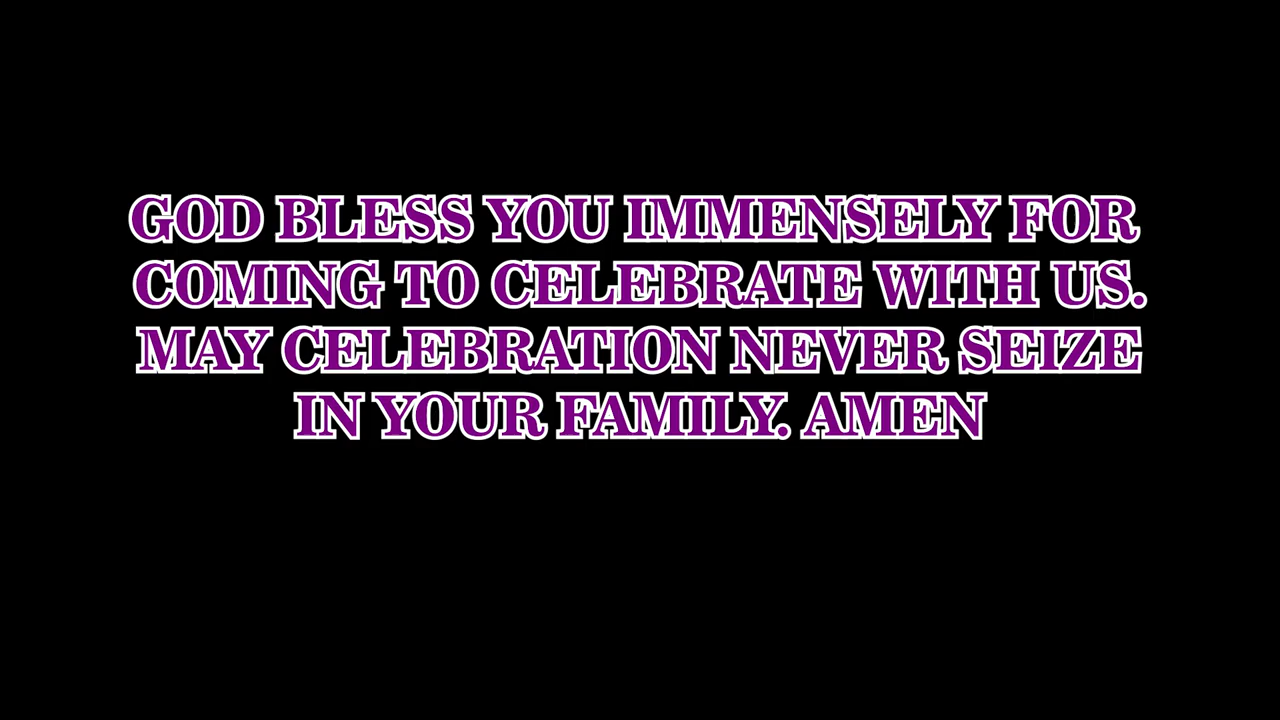 GOD BLESS YOU IMMENSELY FOR
COMING TO CELEBRATE WITH US.
MAY CELEBRATION NEVER SEIZE
IN YOUR FAMILY. AMEN